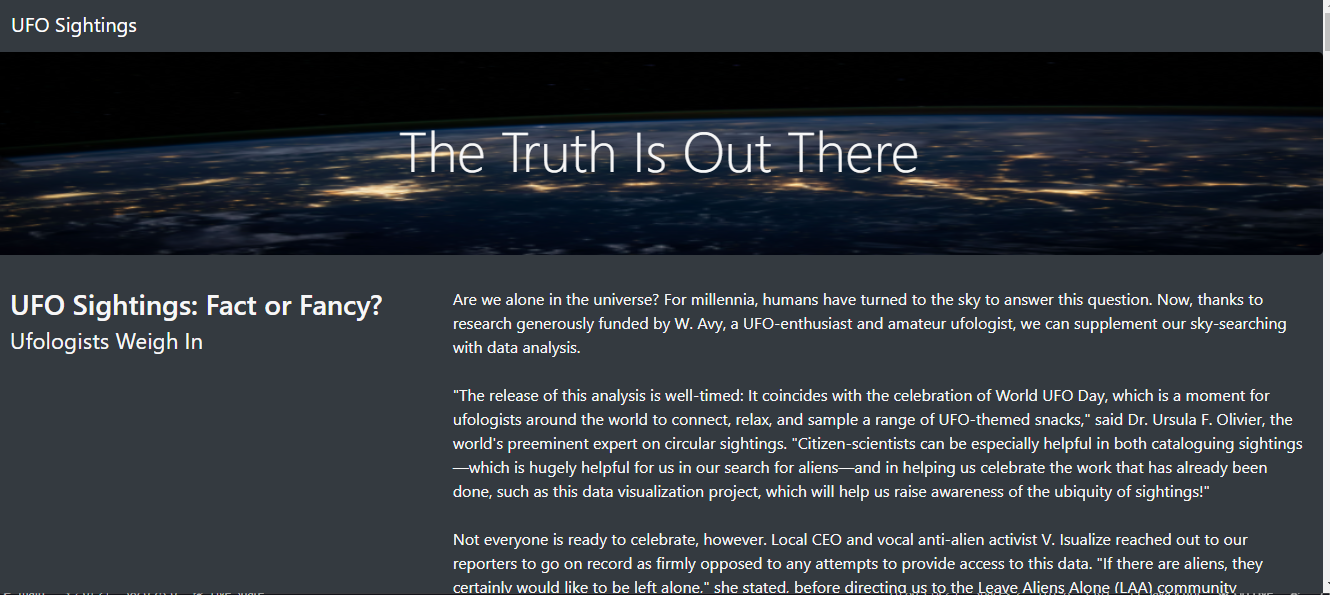 UFO Sightings
The Truth Is Out There
UFO Sightings: Fact or Fancy?
Ufologists Weigh In
Are we alone in the universe? For millennia, humans have turned to the sky to answer this question. Now, thanks to
research generously funded by W. Avy, a UFO-enthusiast and amateur ufologist, we can supplement our sky-searching
with data analysis.
"The release of this analysis is well-timed: It coincides with the celebration of World UFO Day, which is a moment for
ufologists around the world to connect, relax, and sample a range of UFO-themed snacks," said Dr. Ursula F. Olivier, the
world's preeminent expert on circular sightings. "Citizen-scientists can be especially helpful in both cataloguing sightings
—which is hugely helpful for us in our search for aliens—and in helping us celebrate the work that has already been
done, such as this data visualization project, which will help us raise awareness of the ubiquity of sightings!"
Not everyone is ready to celebrate, however. Local CEO and vocal anti-alien activist V. Isualize reached out to our
reporters to go on record as firmly opposed to any attempts to provide access to this data. "If there are aliens, they
certainly would like to be left alone," she stated, before directing us to the Leave Aliens Alone (LAA) community